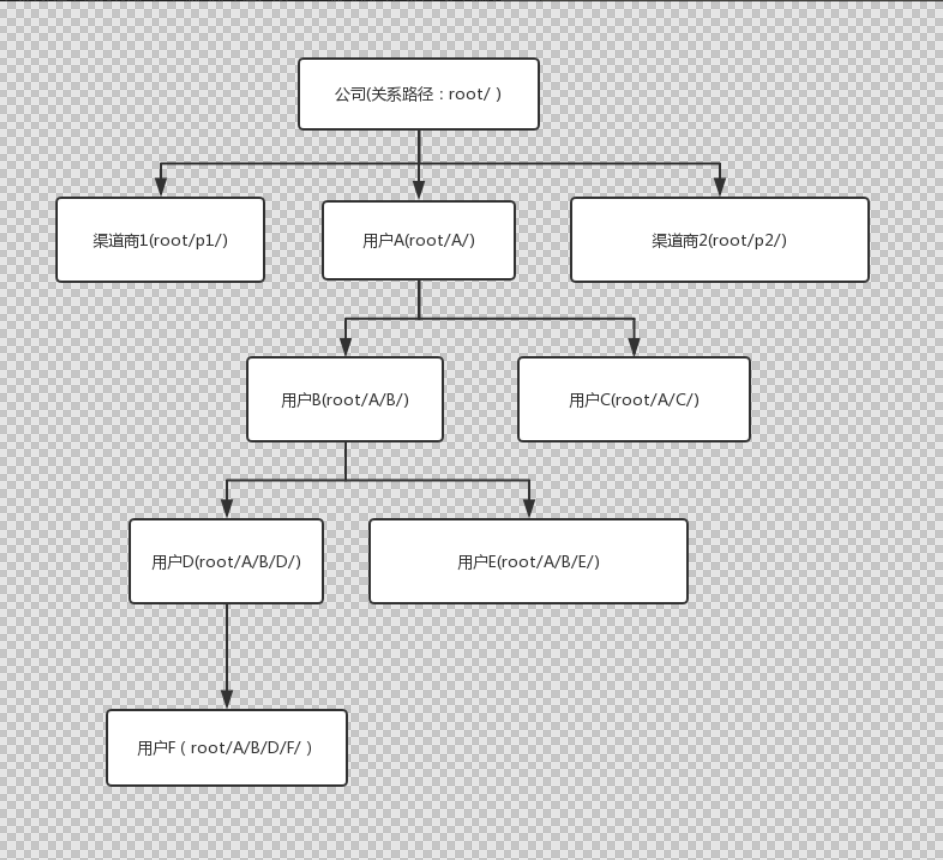 公司(关系路径：root/ )
渠道商1(root/p1/)
用户A(root/A/)
渠道商2(root/p2/)
用户B(root/A/B/)
用户C(root/A/C/)
用户D(root/A/B/D/)
用户E(root/A/B/E/)
用户F（ root/A/B/D/F/ ）